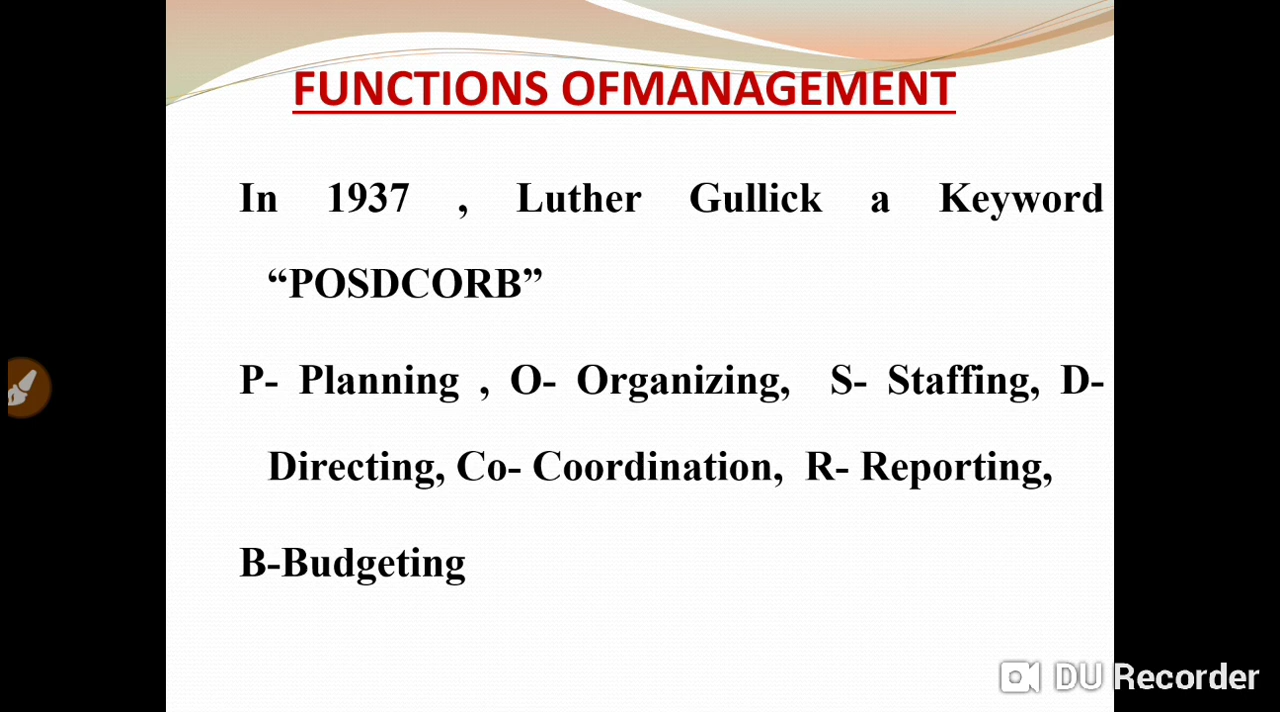 FUNCTIONS OFMANAGEMENT
In 1937 , Luther Gullick a Keyword
“POSDCORB”
P- Planning , O- Organizing, S- Staffing, D-
Directing, Co- Coordination, R- Reporting,
B-Budgeting
DU Recorder